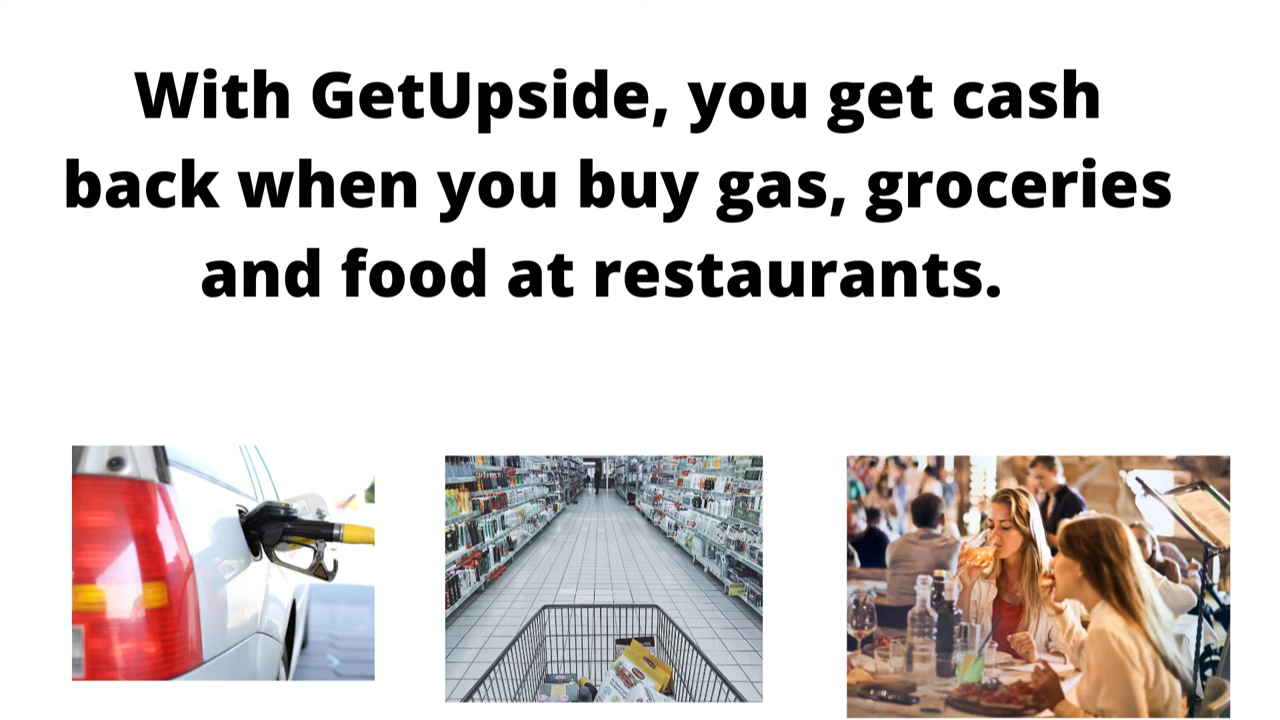 With GetUpside, you get cash
back when you buy gas, groceries
and food at restaurants.